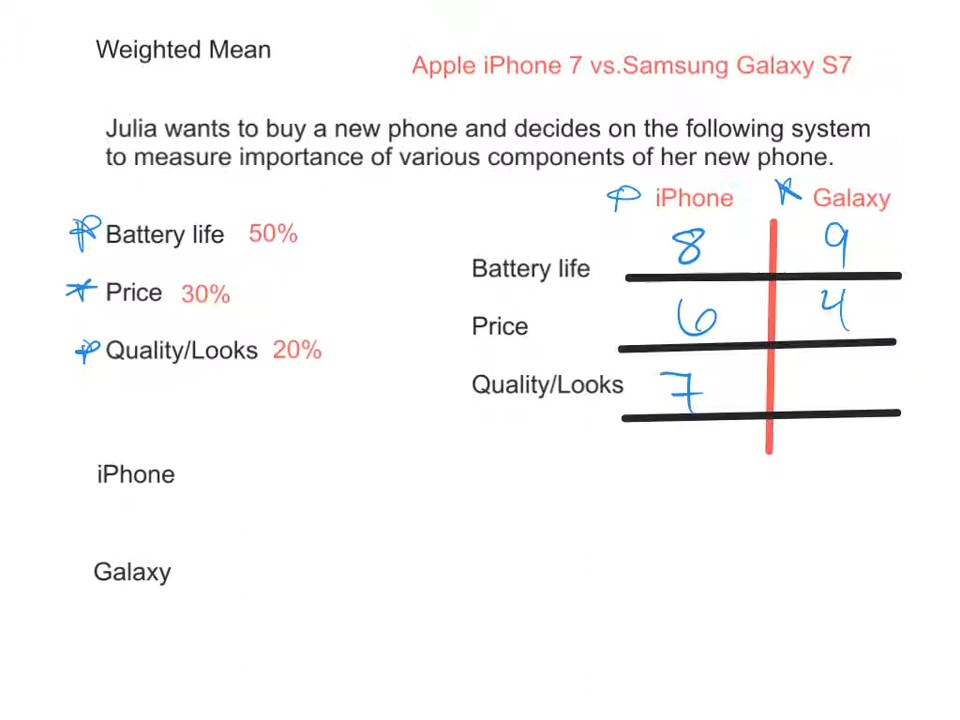 Weighted Mean
Apple iPhone 7 vs.Samsung Galaxy S7
Julia wants to buy a new phone and decides on the following system
to measure importance of various components of her new phone.
Battery life 50%
Price 30%
Quality/Looks 20%
iPhone Galaxy
Battery life 8 9
Price 6 4
Quality/Looks 7
iPhone
Galaxy